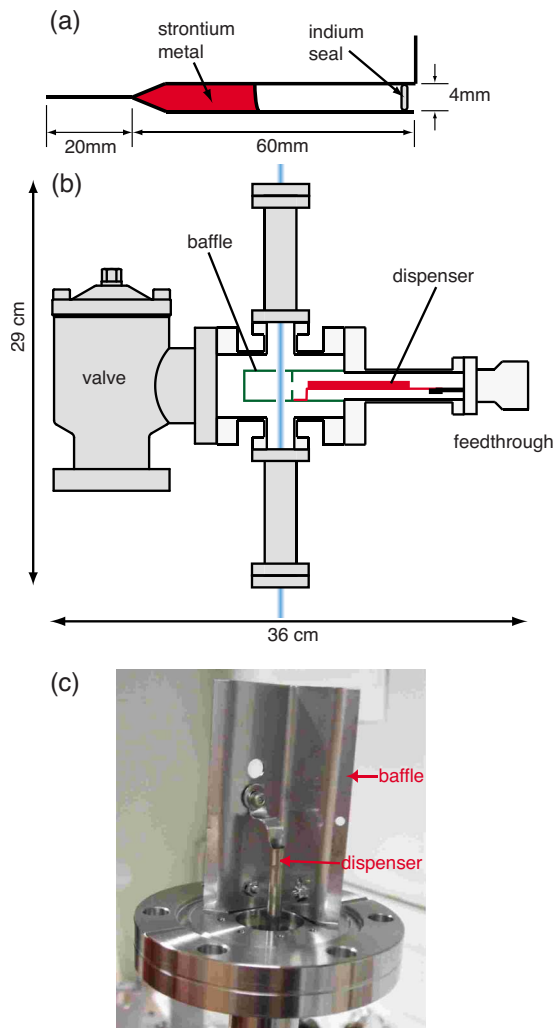 (a)
strontium
metal
indium
seal
4mm
20mm
60mm
(b)
baffle
dispenser
29 cm
valve
feedthrough
36 cm
(c)
baffle
dispenser